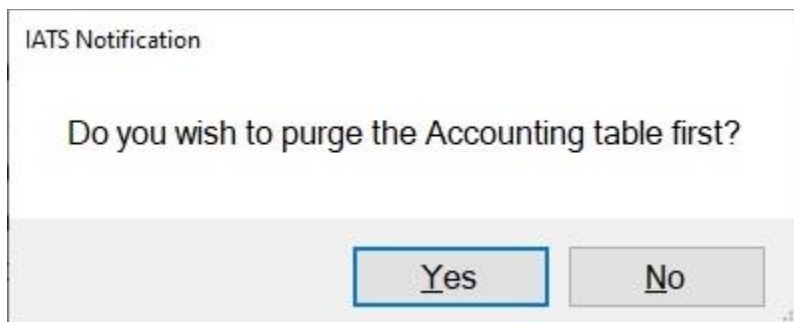 IATS Notification
Do you wish to purge the Accounting table first?
Yes
No